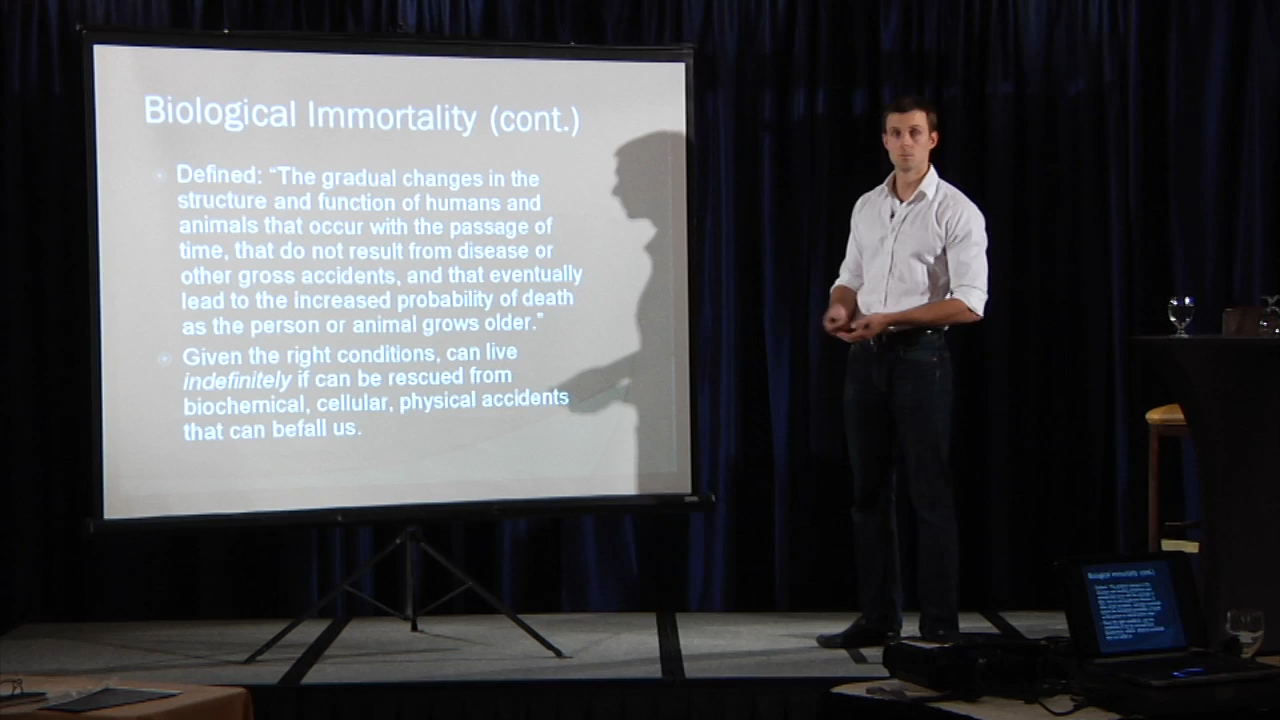 Biological Immortality (cont.)
Defined: “The gradual changes in the
structure and function of humans and
animals that occur with the passage of
time, that do not result from disease or
other gross accidents, and that eventually
lead to the increased probability of death
as the person or animal grows older.”
Given the right conditions, can live
indefinitely if can be rescued from
biochemical, cellular, physical accidents
that can befall us.
Biological Immortality (cont.)